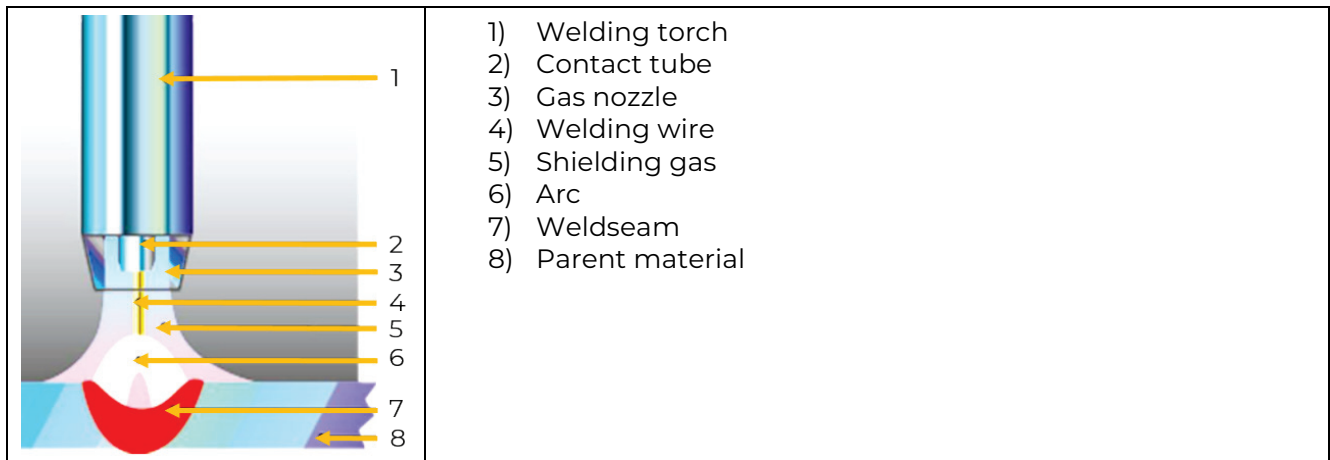 1
2
3
4
5
6
7
8
1) Welding torch
2) Contact tube
3) Gas nozzle
4) Welding wire
5) Shielding gas
6) Arc
7) Weldseam
8) Parent material